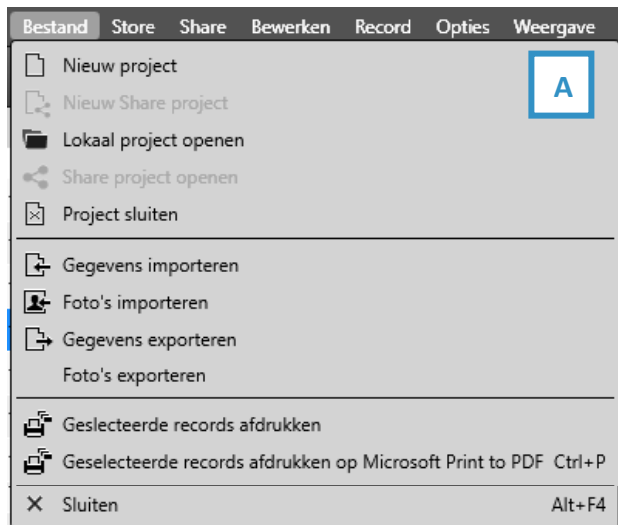 Bestand Store Share Bewerken Record Opties Weergave
Nieuw project
A
Nieuw Share project
Lokaal project openen
Share project openen
Project sluiten
Gegevens importeren
Foto's importeren
Gegevens exporteren
Foto's exporteren
Geslecteerde records afdrukken
Geselecteerde records afdrukken op Microsoft Print to PDF Ctrl+P
Sluiten Alt+F4